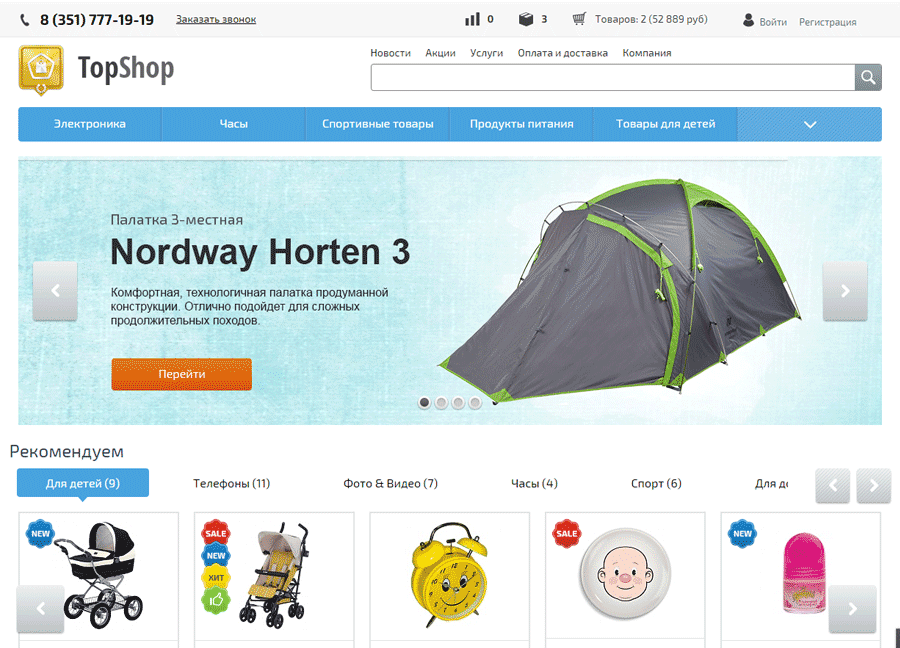 8 (351) 777-19-19 Заказать звонок 0 3 Товаров: 2 (52 889 руб) Войти Регистрация
TopShop
Новости Акции Услуги Оплата и доставка Компания
Электроника Часы Спортивные товары Продукты питания Товары для детей
Палатка 3-местная
Nordway Horten 3
Комфортная, технологичная палатка продуманной
конструкции. Отлично подойдет для сложных
продолжительных походов.
Перейти
Рекомендуем
Для детей (9) Телефоны (11) Фото & Видео (7) Часы (4) Спорт (6) Для де
NEW SALE SALE NEW
NEW
ХИТ